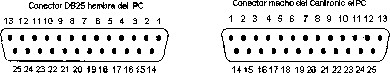 Conector DB25 hembra del PC
Conector macho del Centronic al PC
13 12 11 10 9 8 7 6 5 4 3 2 1
1 2 3 4 5 6 7 8 9 10 11 12 13
25 24 23 22 21 20 19 18 17 16 15 14
14 15 16 17 18 19 20 21 22 23 24 25